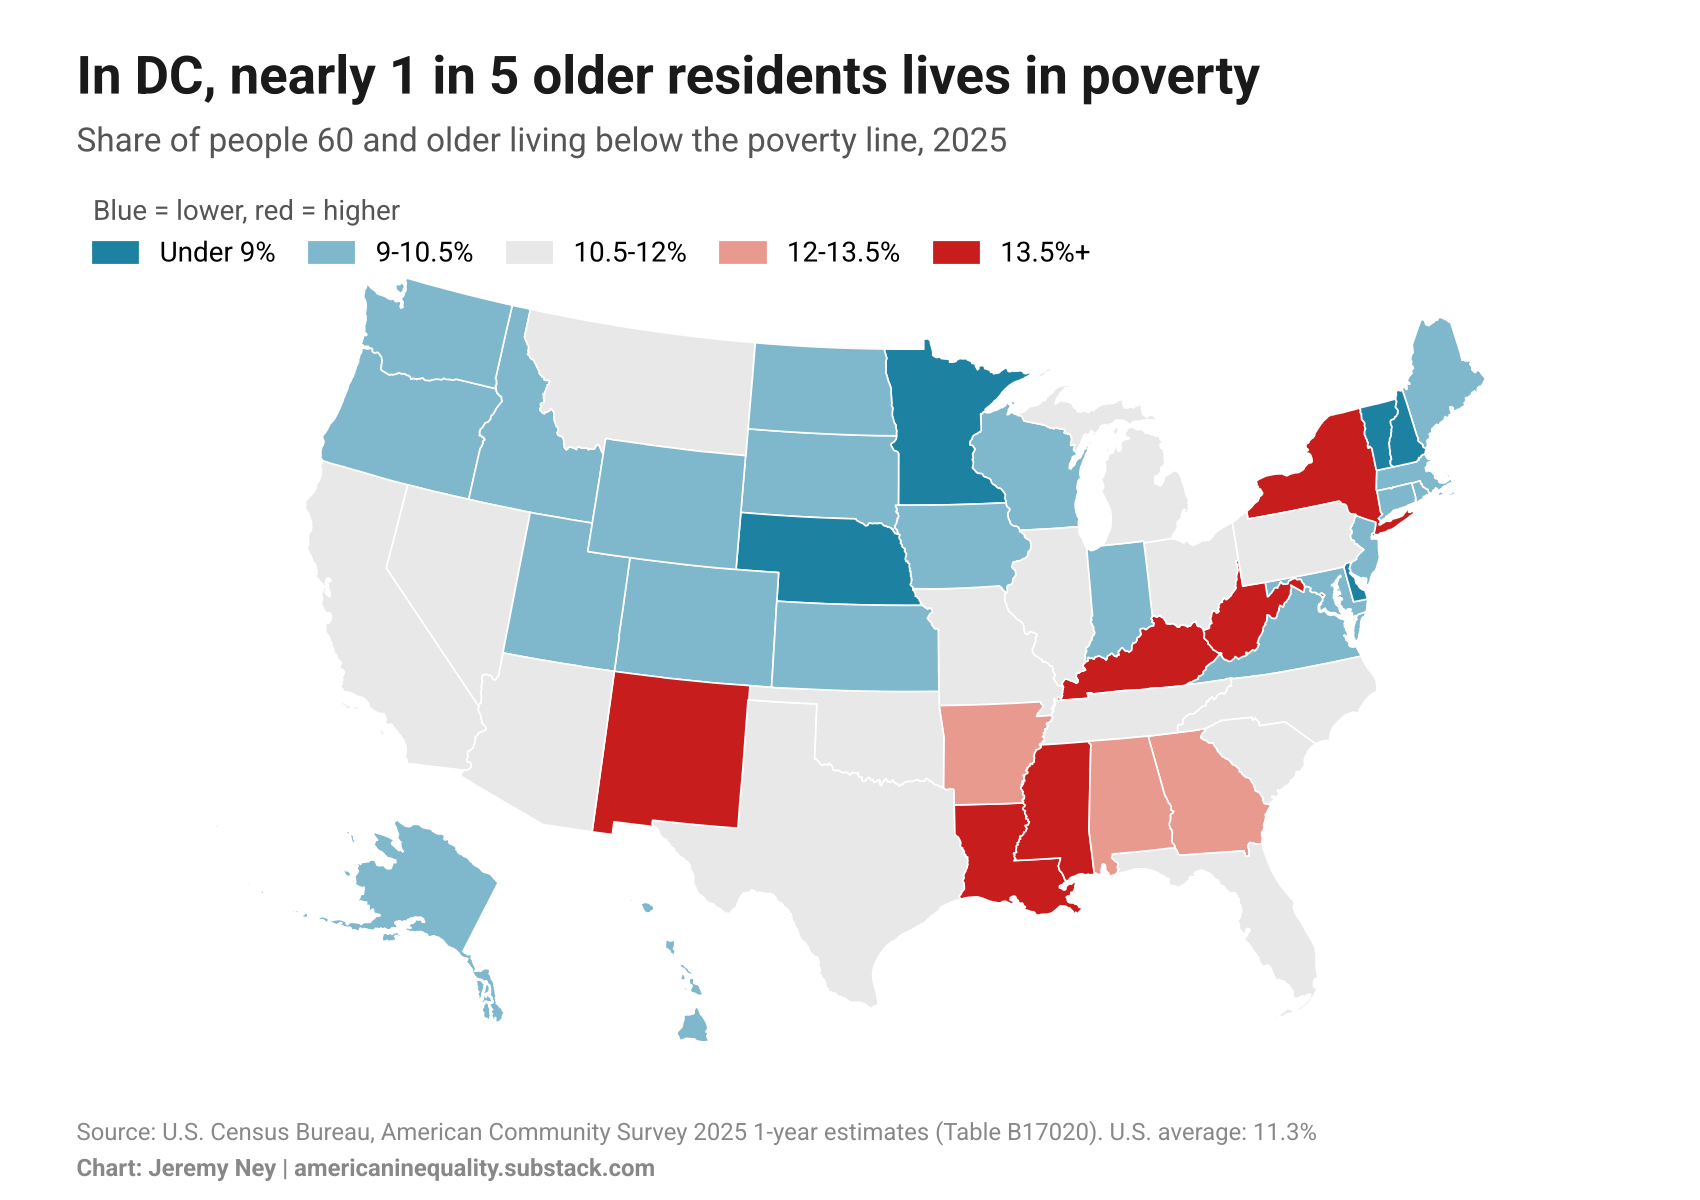 In DC, nearly 1 in 5 older residents lives in poverty
Share of people 60 and older living below the poverty line, 2025
Blue = lower, red = higher
Under 9% 9-10.5% 10.5-12% 12-13.5% 13.5%+
Source: U.S. Census Bureau, American Community Survey 2025 1-year estimates (Table B17020). U.S. average: 11.3%
Chart: Jeremy Ney | americaninequality.substack.com